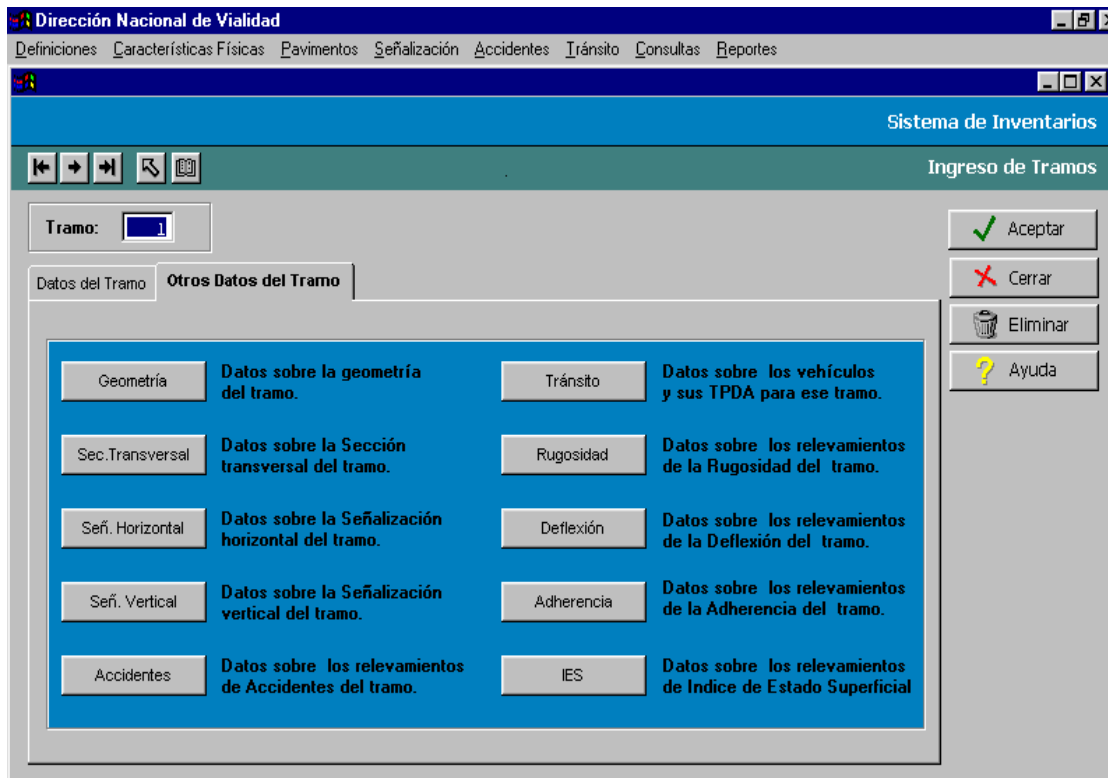 Dirección Nacional de Vialidad
Definiciones Características Físicas Pavimentos Señalización Accidentes Tránsito Consultas Reportes
Sistema de Inventarios
Ingreso de Tramos
Tramo: 1
Aceptar
Cerrar
Eliminar
Ayuda
Datos del Tramo Otros Datos del Tramo
Geometría
Datos sobre la geometría
del tramo.
Sec.Transversal
Datos sobre la Sección
transversal del tramo.
Señ. Horizontal
Datos sobre la Señalización
horizontal del tramo.
Señ. Vertical
Datos sobre la Señalización
vertical del tramo.
Accidentes
Datos sobre los relevamientos
de Accidentes del tramo.
Tránsito
Datos sobre los vehículos
y sus TPDA para ese tramo.
Rugosidad
Datos sobre los relevamientos
de la Rugosidad del tramo.
Deflexión
Datos sobre los relevamientos
de la Deflexión del tramo.
Adherencia
Datos sobre los relevamientos
de la Adherencia del tramo.
IES
Datos sobre los relevamientos
de Indice de Estado Superficial